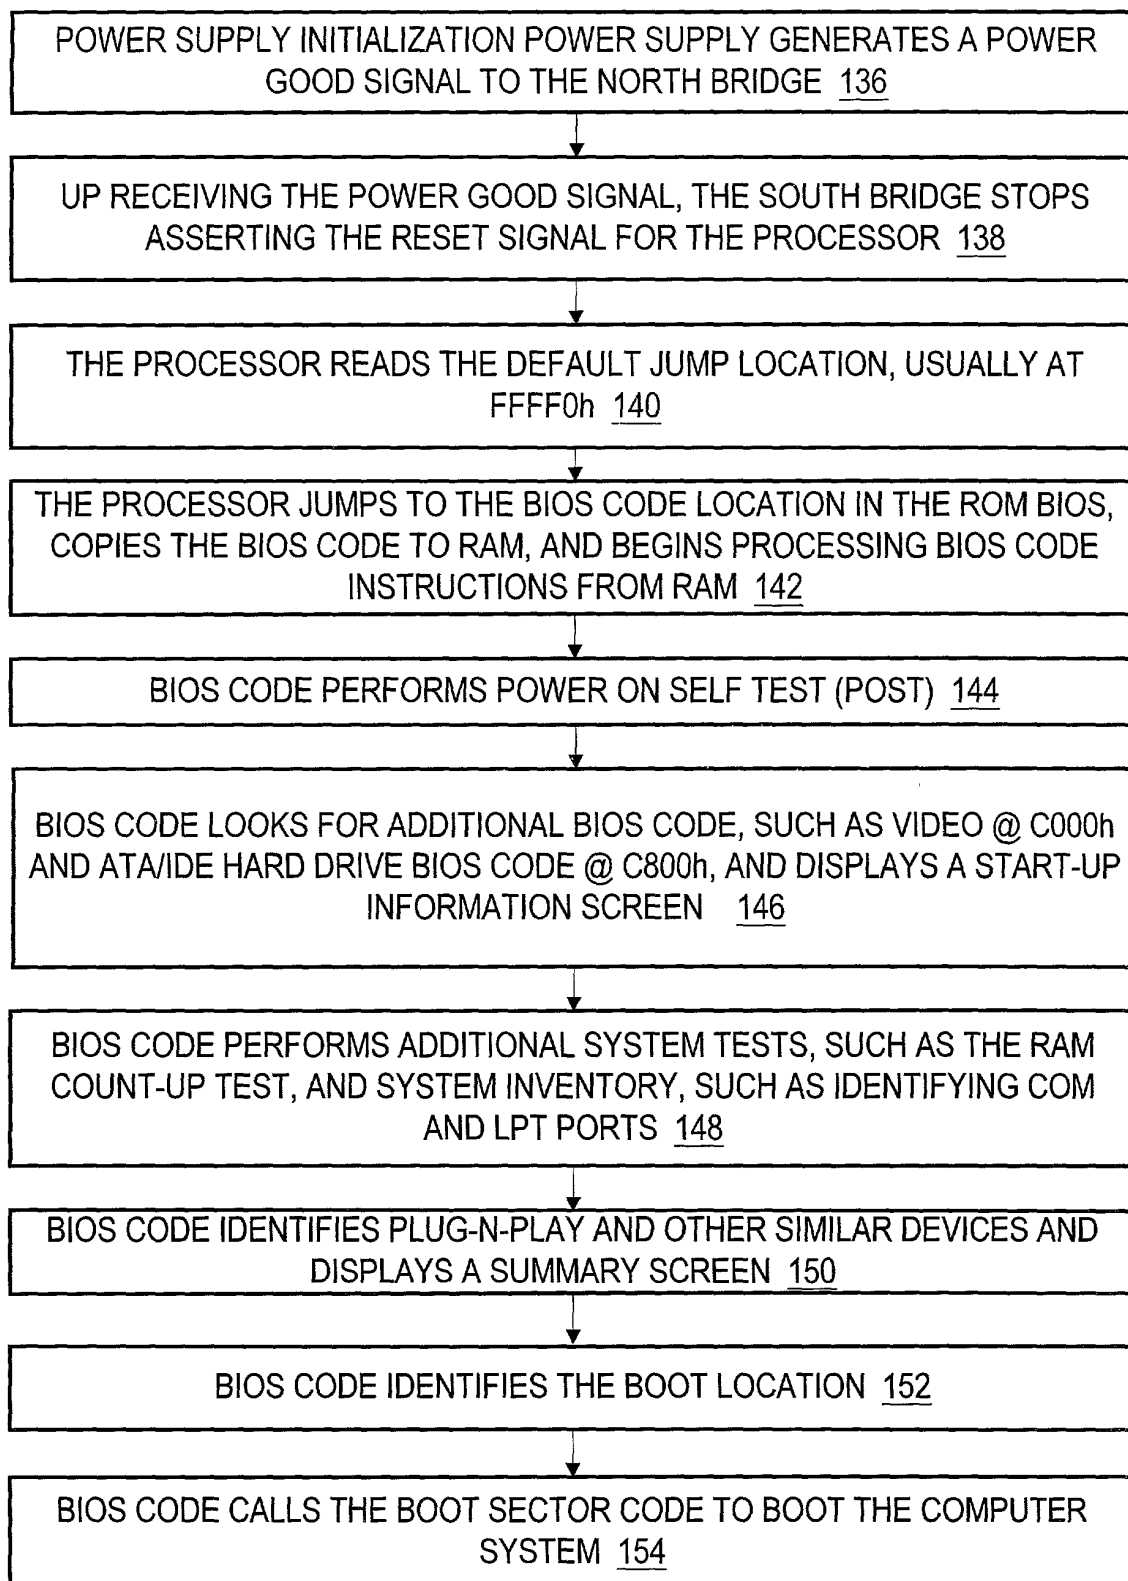 POWER SUPPLY INITIALIZATION POWER SUPPLY GENERATES A POWER
GOOD SIGNAL TO THE NORTH BRIDGE 136
UP RECEIVING THE POWER GOOD SIGNAL, THE SOUTH BRIDGE STOPS
ASSERTING THE RESET SIGNAL FOR THE PROCESSOR 138
THE PROCESSOR READS THE DEFAULT JUMP LOCATION, USUALLY AT
FFFF0h 140
THE PROCESSOR JUMPS TO THE BIOS CODE LOCATION IN THE ROM BIOS,
COPIES THE BIOS CODE TO RAM, AND BEGINS PROCESSING BIOS CODE
INSTRUCTIONS FROM RAM 142
BIOS CODE PERFORMS POWER ON SELF TEST (POST) 144
BIOS CODE LOOKS FOR ADDITIONAL BIOS CODE, SUCH AS VIDEO @ C000h
AND ATA/IDE HARD DRIVE BIOS CODE @ C800h, AND DISPLAYS A START-UP
INFORMATION SCREEN 146
BIOS CODE PERFORMS ADDITIONAL SYSTEM TESTS, SUCH AS THE RAM
COUNT-UP TEST, AND SYSTEM INVENTORY, SUCH AS IDENTIFYING COM
AND LPT PORTS 148
BIOS CODE IDENTIFIES PLUG-N-PLAY AND OTHER SIMILAR DEVICES AND
DISPLAYS A SUMMARY SCREEN 150
BIOS CODE IDENTIFIES THE BOOT LOCATION 152
BIOS CODE CALLS THE BOOT SECTOR CODE TO BOOT THE COMPUTER
SYSTEM 154